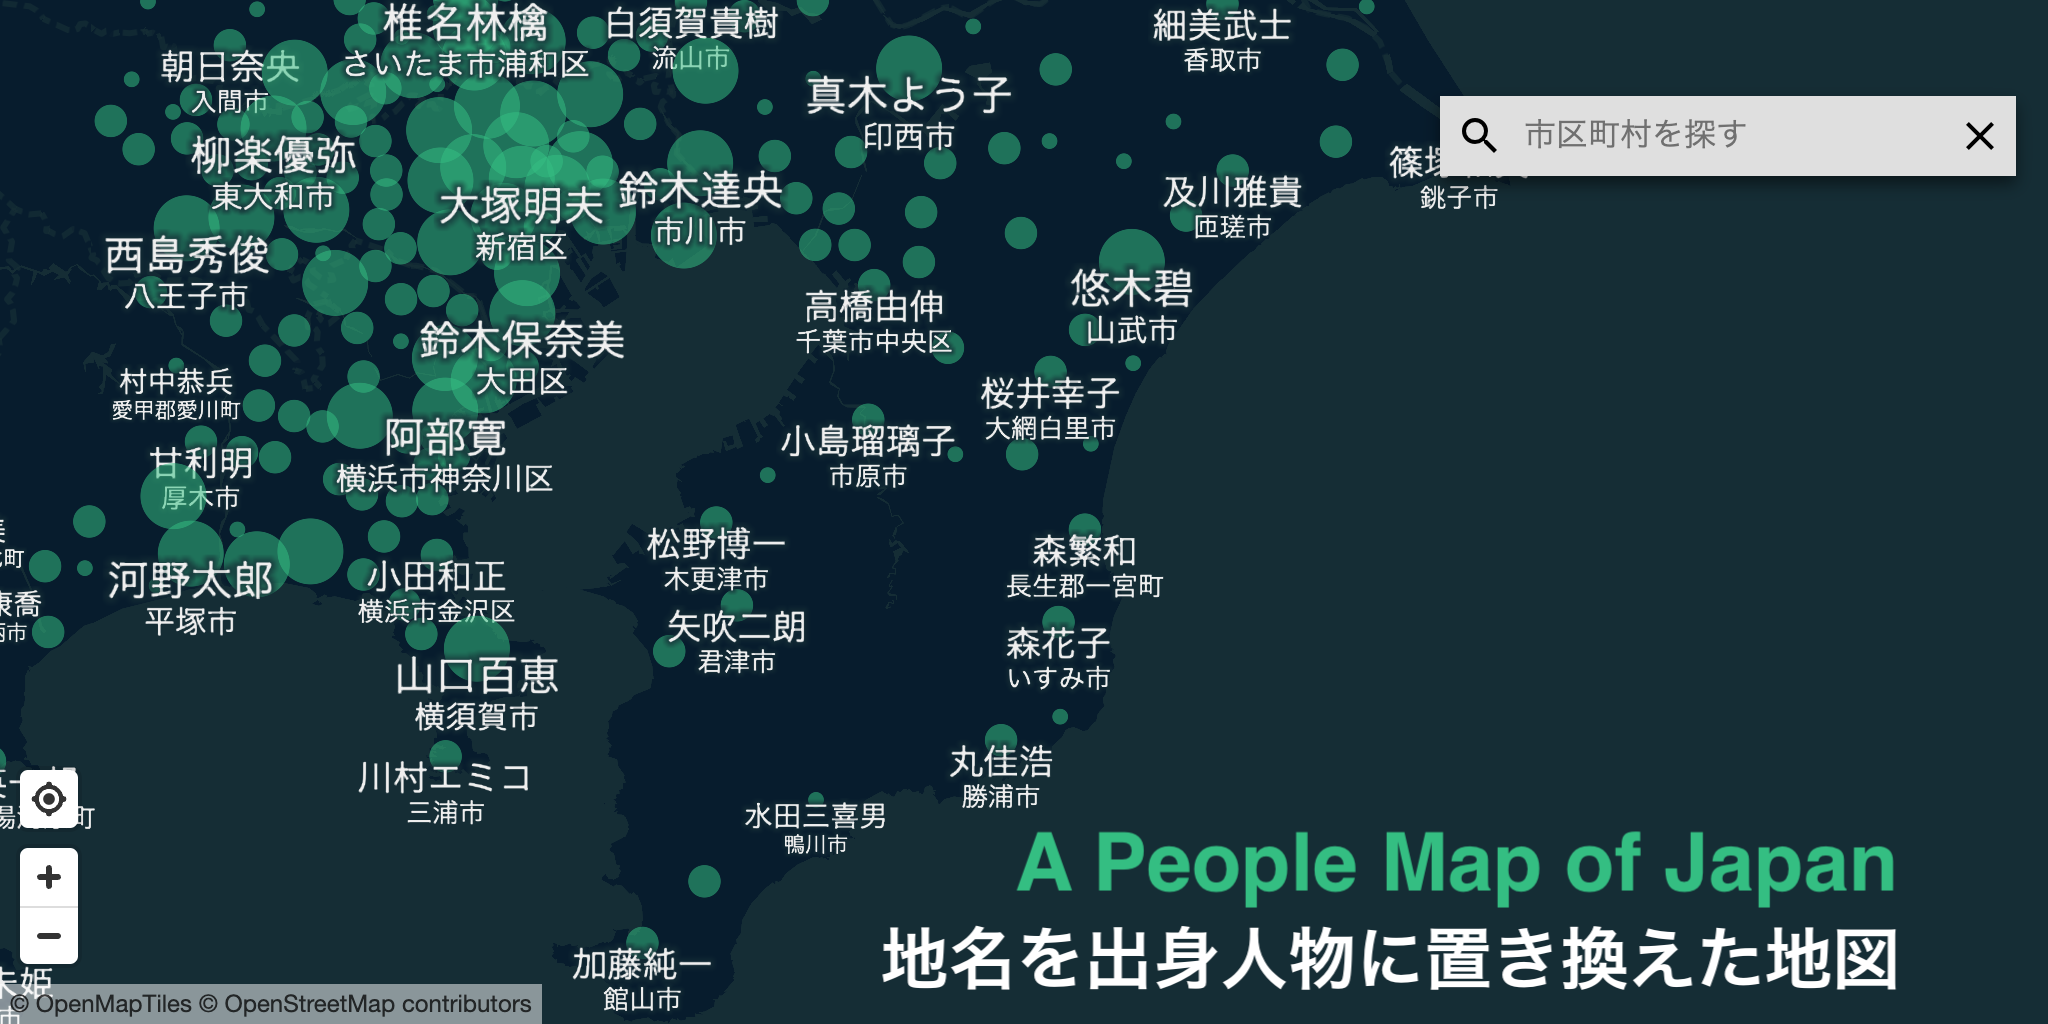 椎名林檎
さいたま市浦和区
白須賀貴樹
流山市
細美武士
香取市
朝日奈央
入間市
真木よう子
印西市
市区町村を探す
柳楽優弥
東大和市
大塚明夫
新宿区
鈴木達央
市川市
及川雅貴
匝瑳市
銚子市
西島秀俊
八王子市
高橋由伸
千葉市中央区
悠木碧
山武市
鈴木保奈美
大田区
村中恭兵
愛甲郡愛川町
桜井幸子
大網白里市
阿部寛
横浜市神奈川区
小島瑠璃子
市原市
甘利明
厚木市
松野博一
木更津市
森繁和
長生郡一宮町
河野太郎
平塚市
小田和正
横浜市金沢区
矢吹二朗
君津市
森花子
いすみ市
山口百恵
横須賀市
丸佳浩
勝浦市
川村エミコ
三浦市
水田三喜男
鴨川市
A People Map of Japan
地名を出身人物に置き換えた地図
加藤純一
館山市
© OpenMapTiles © OpenStreetMap contributors